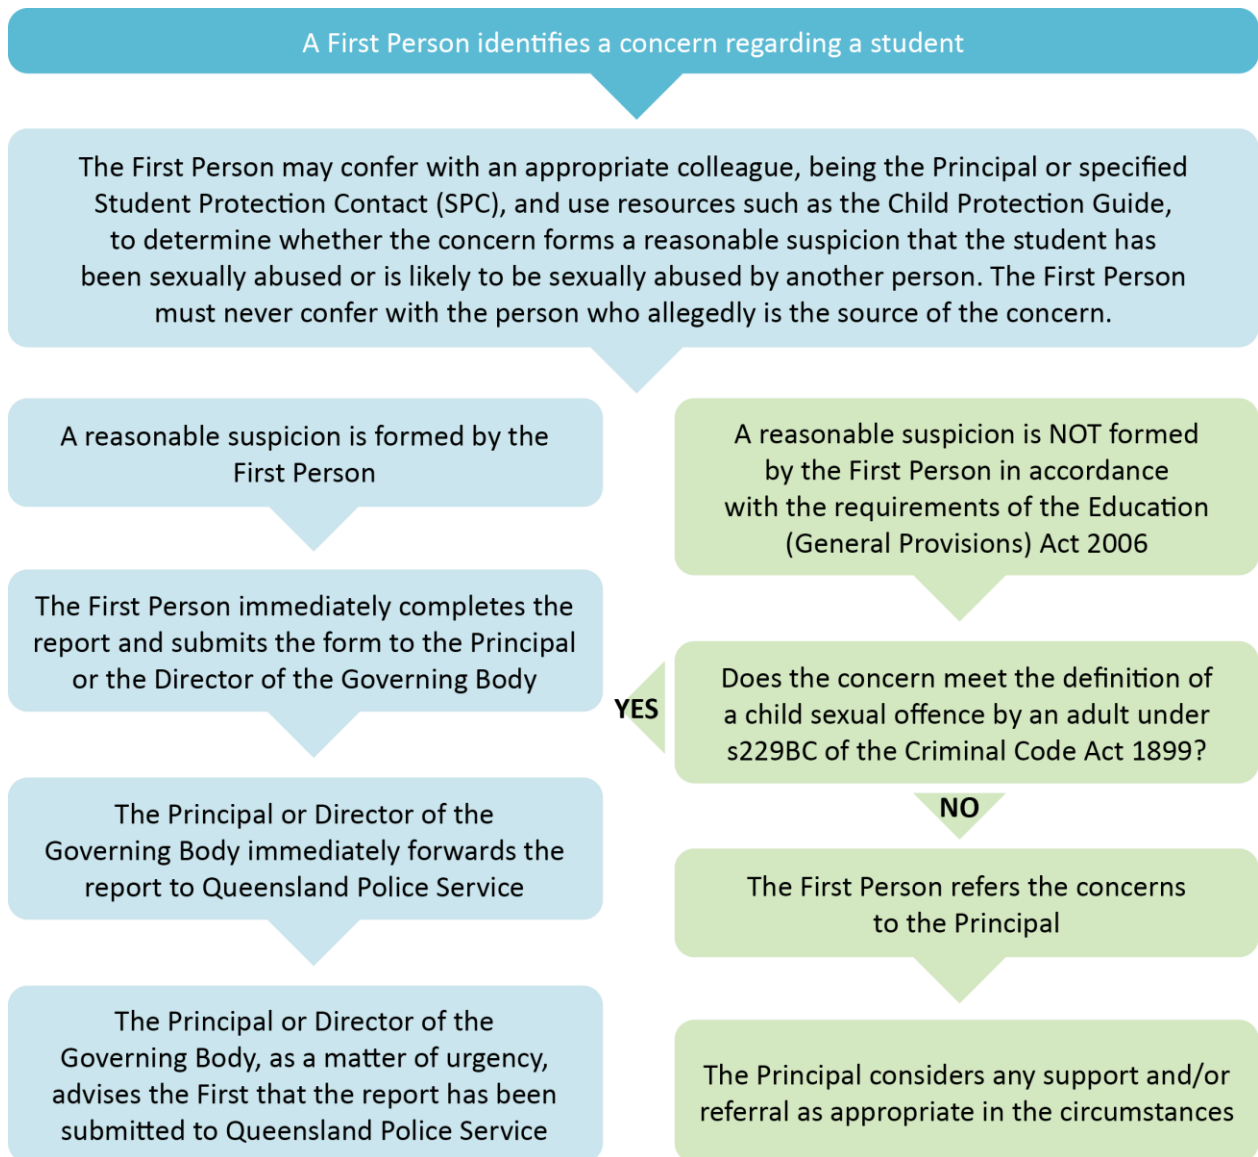 A First Person identifies a concern regarding a student
The First Person may confer with an appropriate colleague, being the Principal or specified
Student Protection Contact (SPC), and use resources such as the Child Protection Guide,
to determine whether the concern forms a reasonable suspicion that the student has
been sexually abused or is likely to be sexually abused by another person. The First Person
must never confer with the person who allegedly is the source of the concern.
A reasonable suspicion is formed by the
First Person
The First Person immediately completes the
report and submits the form to the Principal
or the Director of the Governing Body
The Principal or Director of the
Governing Body immediately forwards the
report to Queensland Police Service
The Principal or Director of the
Governing Body, as a matter of urgency,
advises the First that the report has been
submitted to Queensland Police Service
A reasonable suspicion is NOT formed
by the First Person in accordance
with the requirements of the Education
(General Provisions) Act 2006
Does the concern meet the definition of
a child sexual offence by an adult under
s229BC of the Criminal Code Act 1899?
YES
NO
The First Person refers the concerns
to the Principal
The Principal considers any support and/or
referral as appropriate in the circumstances